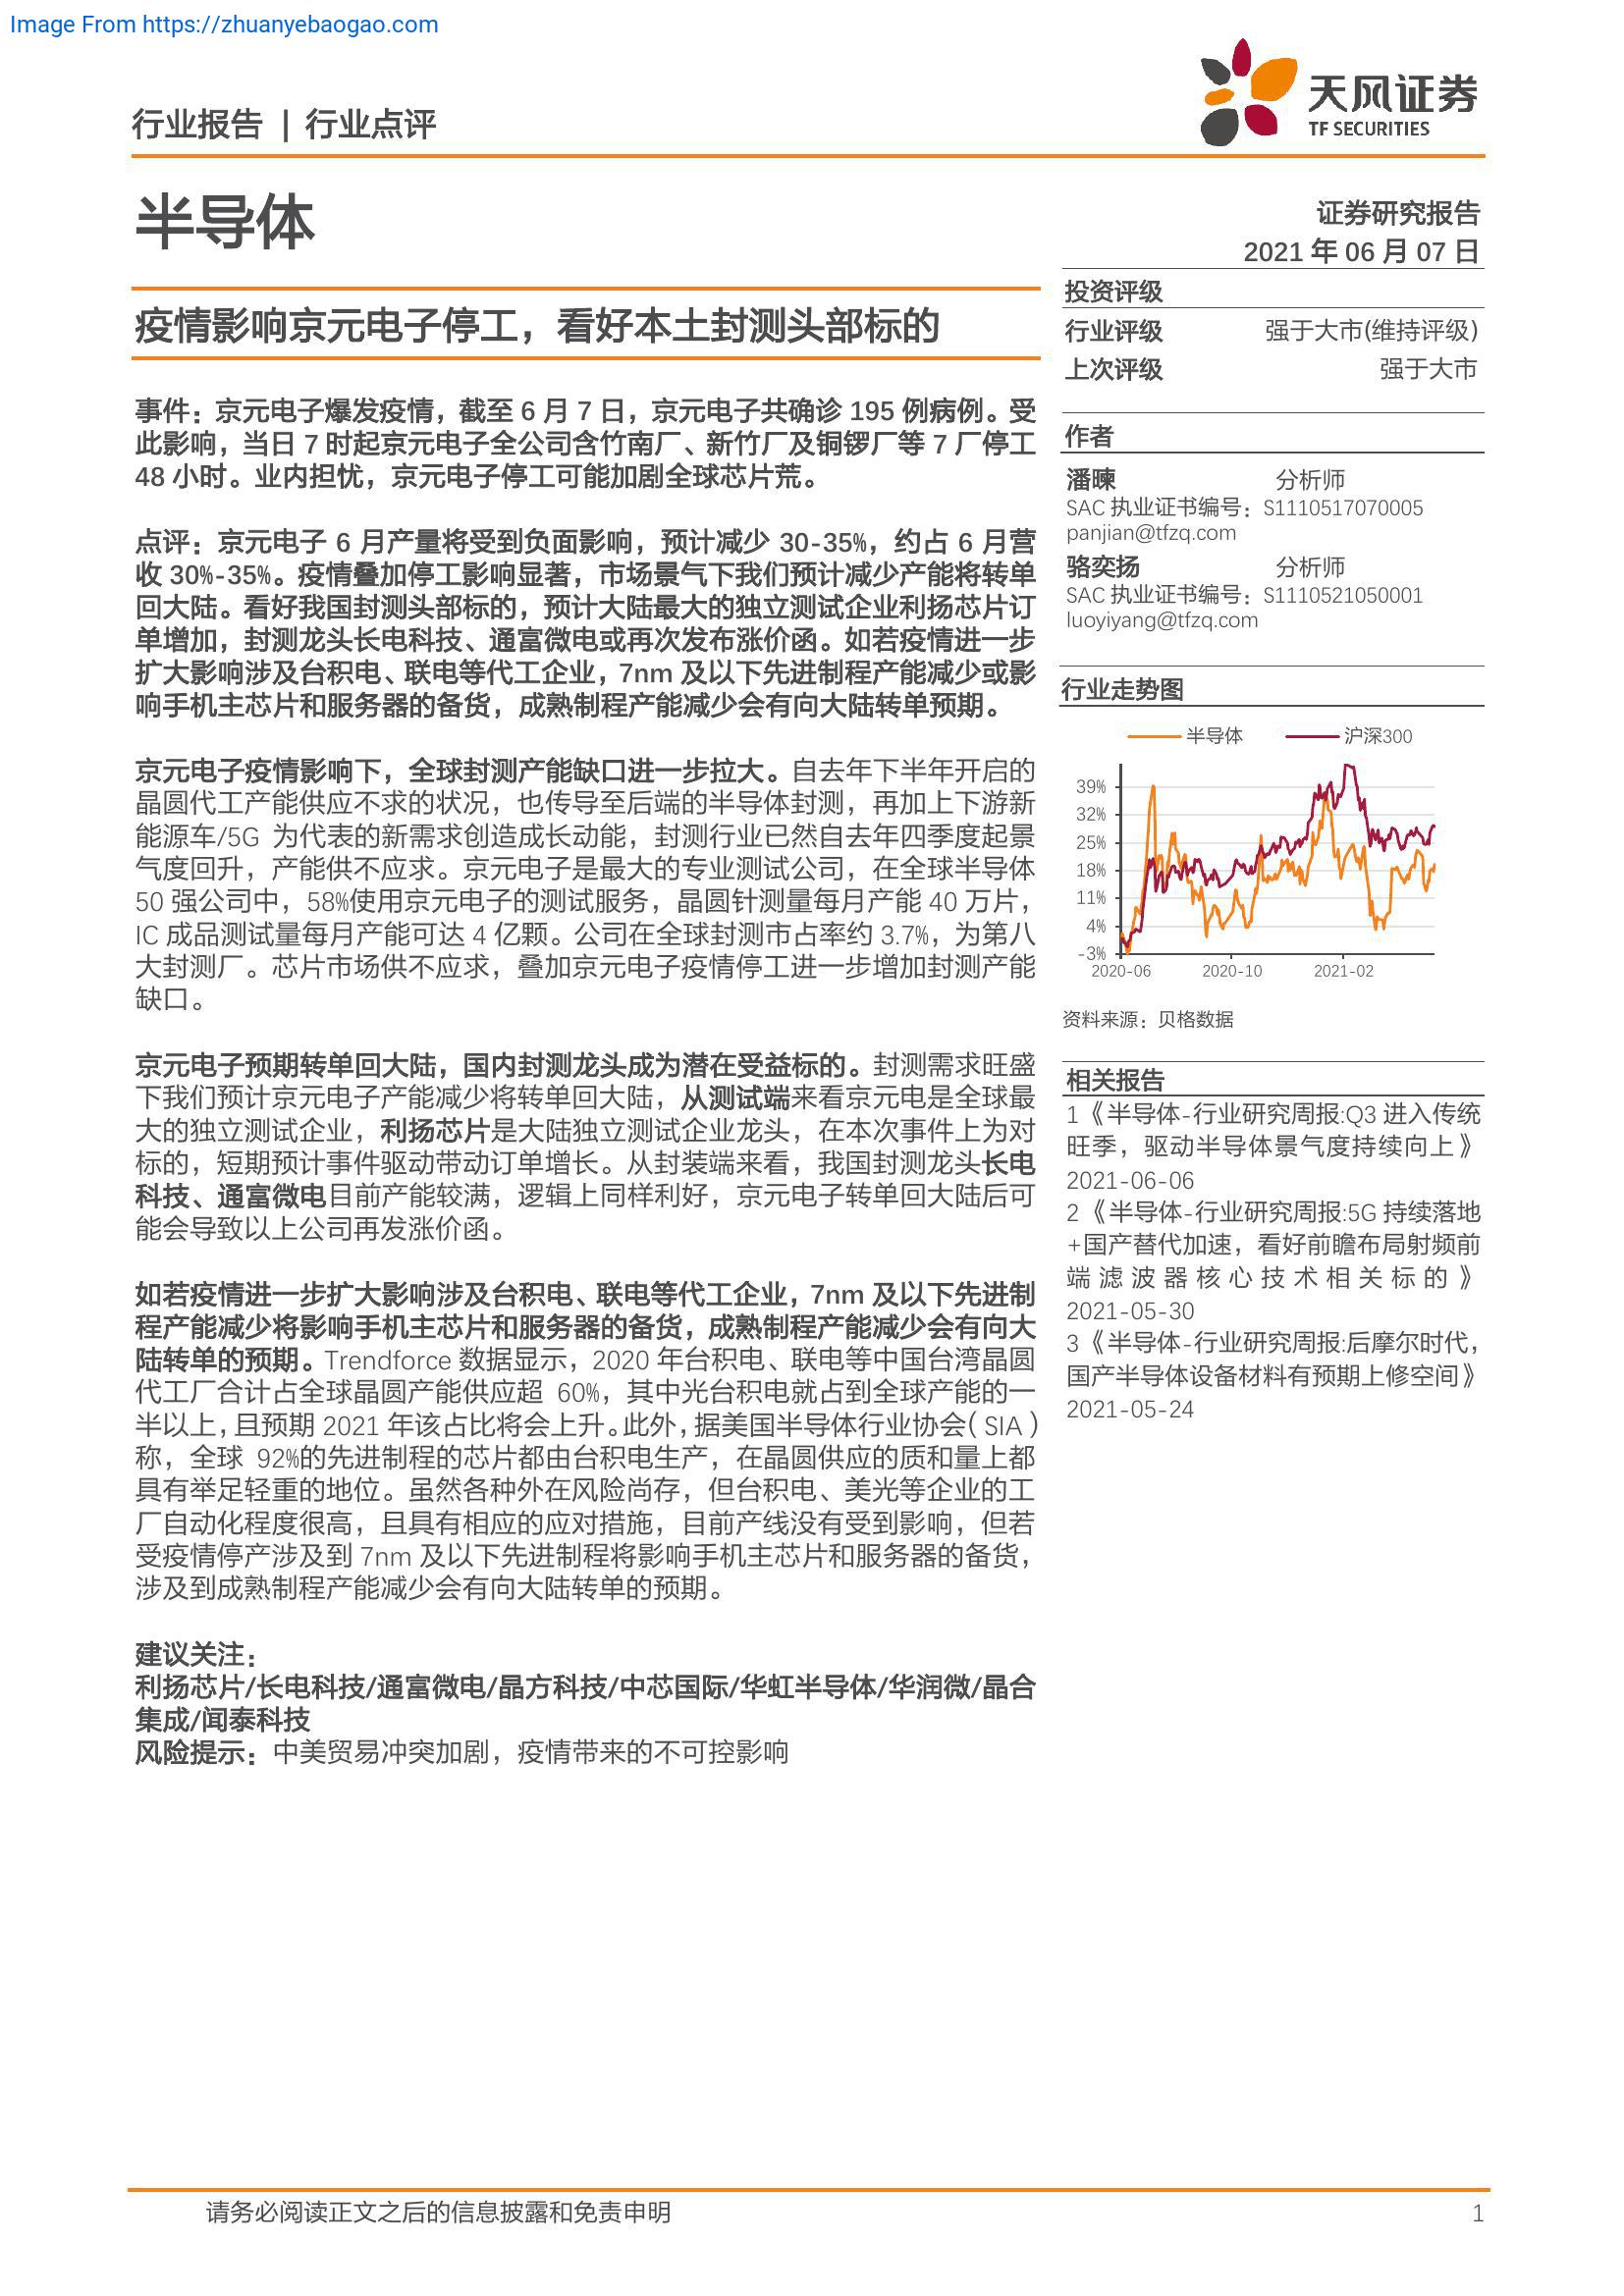 Image From https://zhuanyebaogao.com
行业报告 | 行业点评
天风证券
TF SECURITIES
半导体
证券研究报告
2021 年 06 月 07 日
疫情影响京元电子停工，看好本土封测头部标的
事件：京元电子爆发疫情，截至 6 月 7 日，京元电子共确诊 195 例病例。受
此影响，当日 7 时起京元电子全公司含竹南厂、新竹厂及铜锣厂等 7 厂停工
48 小时。业内担忧，京元电子停工可能加剧全球芯片荒。
点评：京元电子 6 月产量将受到负面影响，预计减少 30-35%，约占 6 月营
收 30%-35%。疫情叠加停工影响显著，市场景气下我们预计减少产能将转单
回大陆。看好我国封测头部标的，预计大陆最大的独立测试企业利扬芯片订
单增加，封测龙头长电科技、通富微电或再次发布涨价函。如若疫情进一步
扩大影响涉及台积电、联电等代工企业，7nm 及以下先进制程产能减少或影
响手机主芯片和服务器的备货，成熟制程产能减少会有向大陆转单预期。
京元电子疫情影响下，全球封测产能缺口进一步拉大。自去年下半年开启的
晶圆代工产能供应不求的状况，也传导至后端的半导体封测，再加上下游新
能源车/5G 为代表的新需求创造成长动能，封测行业已然自去年四季度起景
气度回升，产能供不应求。京元电子是最大的专业测试公司，在全球半导体
50 强公司中，58%使用京元电子的测试服务，晶圆针测量每月产能 40 万片，
IC 成品测试量每月产能可达 4 亿颗。公司在全球封测市占率约 3.7%，为第八
大封测厂。芯片市场供不应求，叠加京元电子疫情停工进一步增加封测产能
缺口。
京元电子预期转单回大陆，国内封测龙头成为潜在受益标的。封测需求旺盛
下我们预计京元电子产能减少将转单回大陆，从测试端来看京元电是全球最
大的独立测试企业，利扬芯片是大陆独立测试企业龙头，在本次事件上为对
标的，短期预计事件驱动带动订单增长。从封装端来看，我国封测龙头长电
科技、通富微电目前产能较满，逻辑上同样利好，京元电子转单回大陆后可
能会导致以上公司再发涨价函。
如若疫情进一步扩大影响涉及台积电、联电等代工企业，7nm 及以下先进制
程产能减少将影响手机主芯片和服务器的备货，成熟制程产能减少会有向大
陆转单的预期。Trendforce 数据显示，2020 年台积电、联电等中国台湾晶圆
代工厂合计占全球晶圆产能供应超 60%，其中光台积电就占到全球产能的一
半以上，且预期 2021 年该占比将会上升。此外，据美国半导体行业协会（SIA）
称，全球 92%的先进制程的芯片都由台积电生产，在晶圆供应的质和量上都
具有举足轻重的地位。虽然各种外在风险尚存，但台积电、美光等企业的工
厂自动化程度很高，且具有相应的应对措施，目前产线没有受到影响，但若
受疫情停产涉及到 7nm 及以下先进制程将影响手机主芯片和服务器的备货，
涉及到成熟制程产能减少会有向大陆转单的预期。
建议关注：
利扬芯片/长电科技/通富微电/晶方科技/中芯国际/华虹半导体/华润微/晶合
集成/闻泰科技
风险提示：中美贸易冲突加剧，疫情带来的不可控影响
投资评级
行业评级 强于大市(维持评级)
上次评级 强于大市
作者
潘暕 分析师
SAC 执业证书编号：S1110517070005
panjian@tfzq.com
骆奕扬 分析师
SAC 执业证书编号：S1110521050001
luoyiyang@tfzq.com
行业走势图
半导体 沪深300
39%
32%
25%
18%
11%
4%
-3%
2020-06 2020-10 2021-02
资料来源：贝格数据
相关报告
1 《半导体-行业研究周报:Q3 进入传统
旺季，驱动半导体景气度持续向上》
2021-06-06
2 《半导体-行业研究周报:5G 持续落地
+国产替代加速，看好前瞻布局射频前
端滤波器核心技术相关标的》
2021-05-30
3 《半导体-行业研究周报:后摩尔时代，
国产半导体设备材料有预期上修空间》
2021-05-24
请务必阅读正文之后的信息披露和免责申明
1